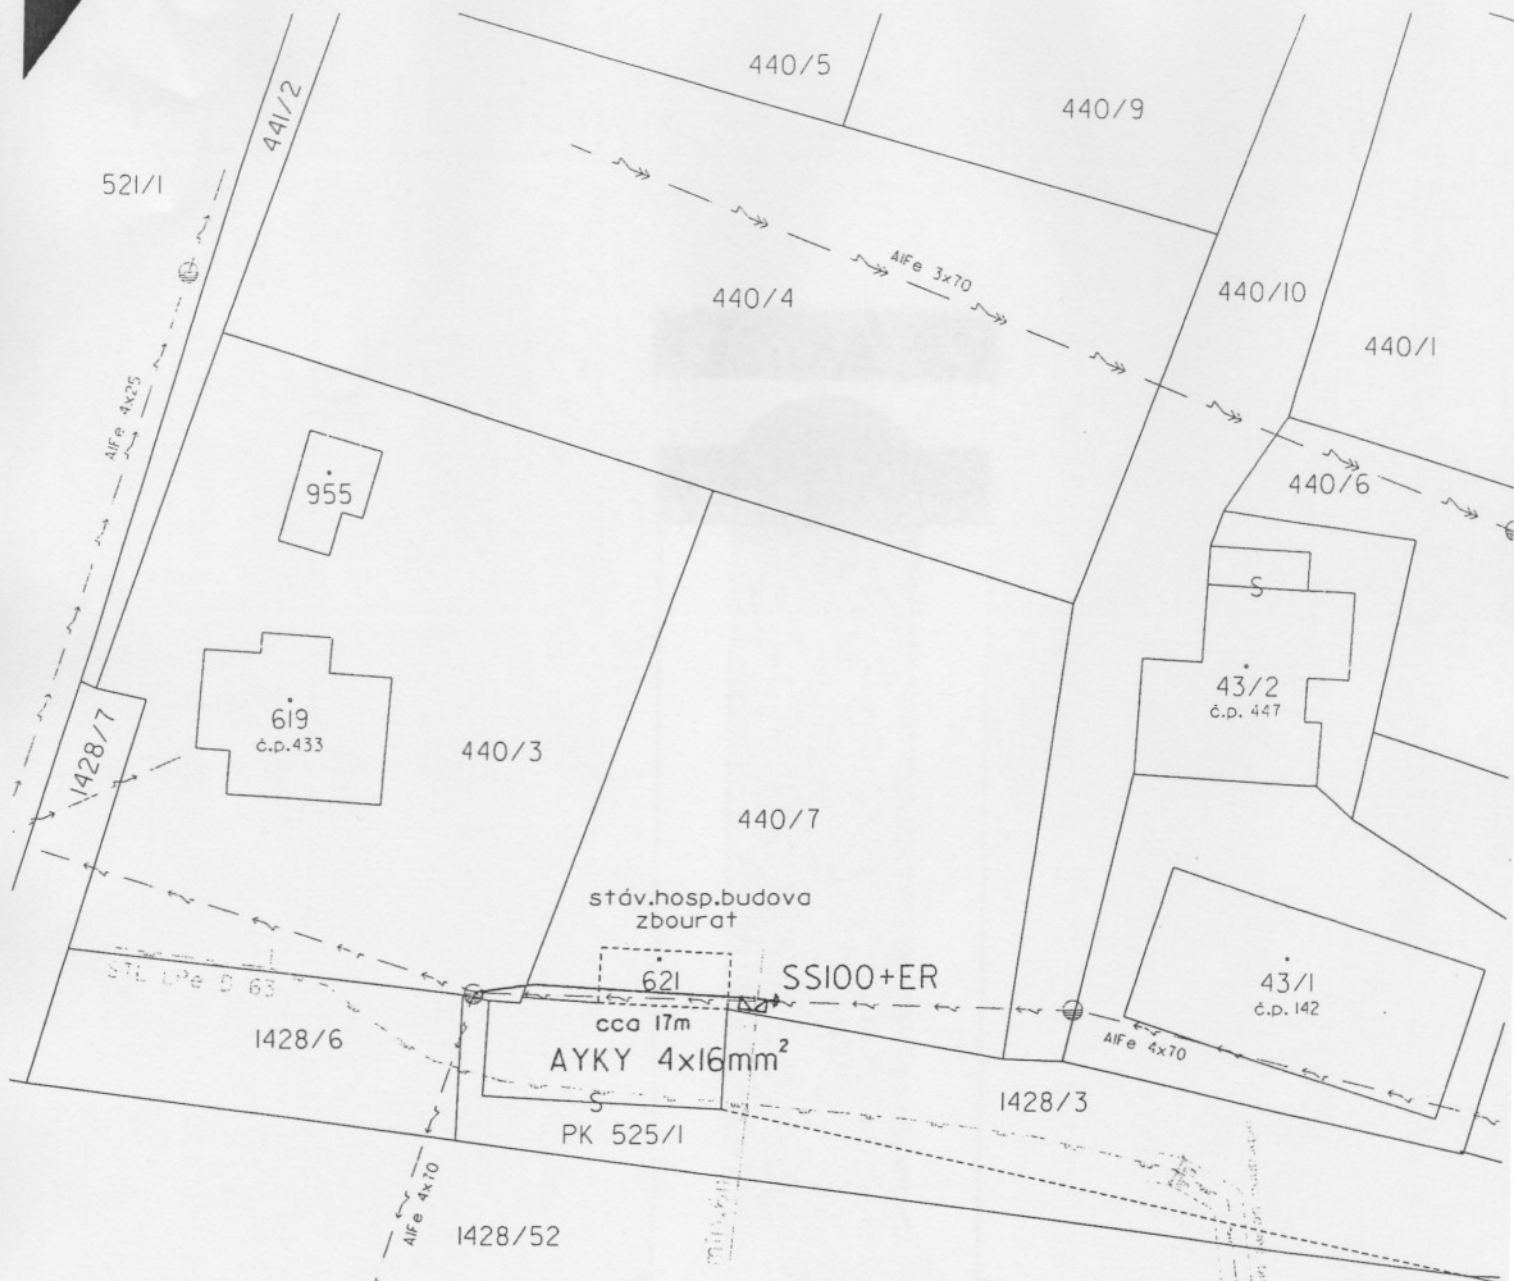 440/5
440/9
441/2
521/1
AlFe 3x70
440/4
440/10
440/1
AlFe 4x25
955
440/6
S
43/2
č.p. 447
619
č.p.433
1428/7
440/3
440/7
stáv.hosp.budova
zbourat
621
SS100+ER
43/1
č.p. 142
STL LPe D 63
cca 17m
1428/6
AYKY 4x16mm²
AlFe 4x70
S
1428/3
PK 525/1
AlFe 4x70
1428/52